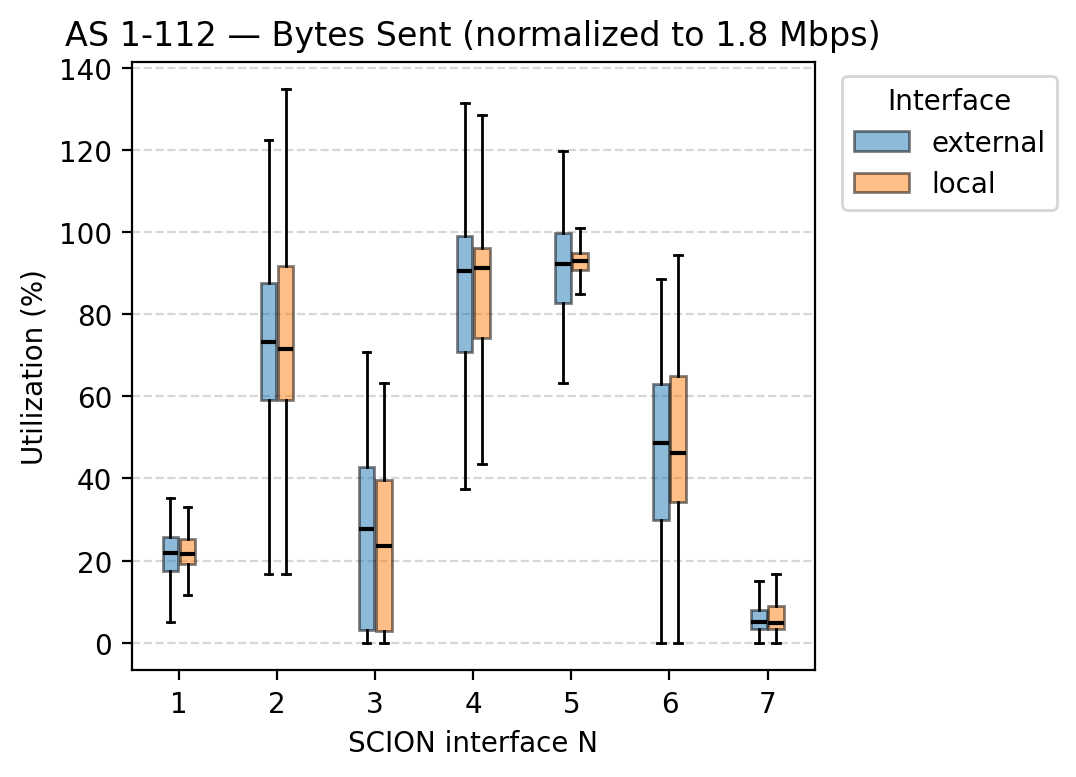 AS 1-112 — Bytes Sent (normalized to 1.8 Mbps)
Interface
external
local
Utilization (%)
140
120
100
80
60
40
20
0
1 2 3 4 5 6 7
SCION interface N